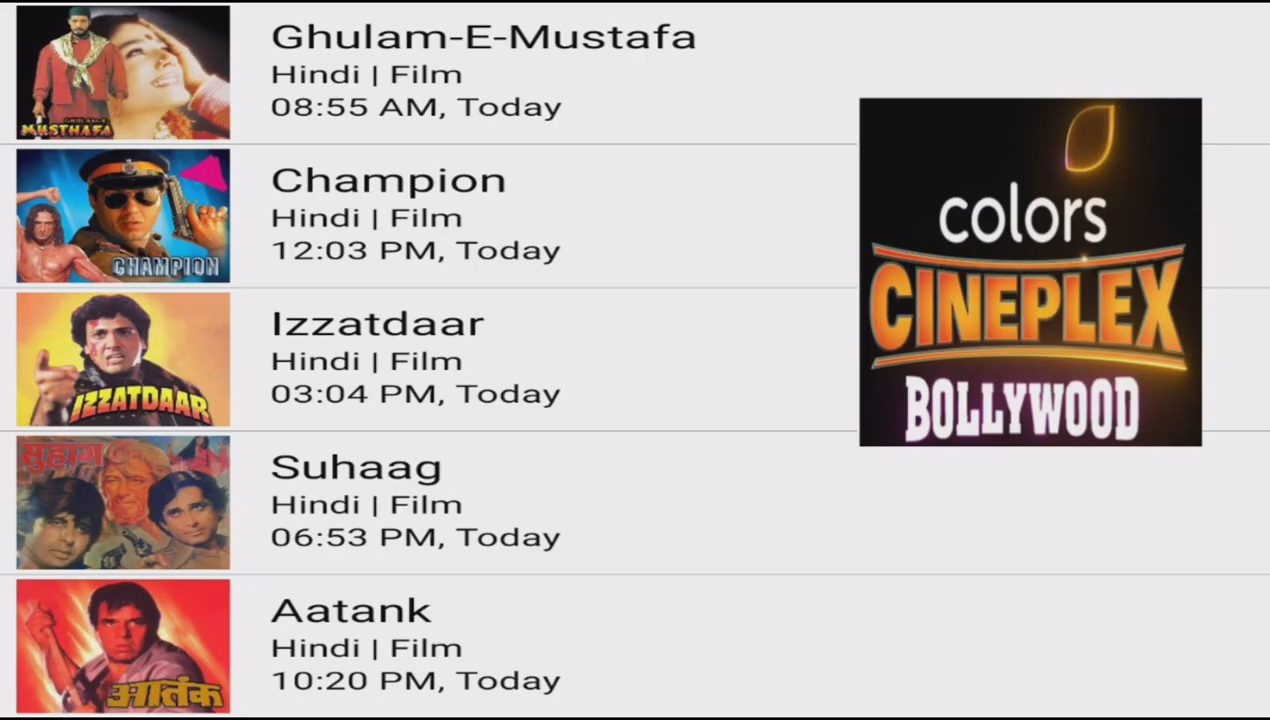 Ghulam-E-Mustafa
Hindi | Film
08:55 AM, Today
GHULAM-E
MUSTHAFA
Champion
Hindi | Film
12:03 PM, Today
CHAMPION
Izzatdaar
Hindi | Film
03:04 PM, Today
IZZATDAAR
Suhaag
Hindi | Film
06:53 PM, Today
सुहाग
Aatank
Hindi | Film
10:20 PM, Today
आतंक
colors
CINEPLEX
BOLLYWOOD